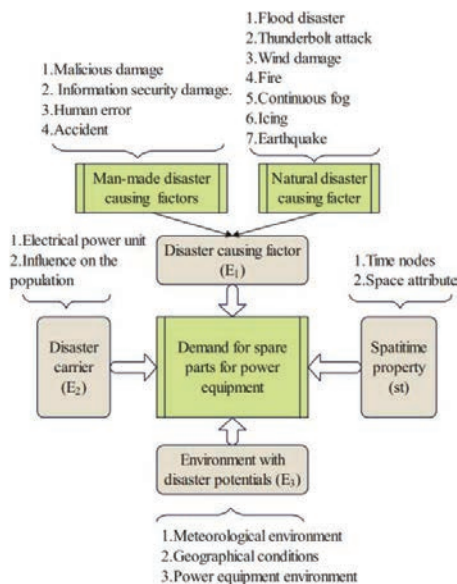 1.Flood disaster
2.Thunderbolt attack
3.Wind damage
4.Fire
5.Continuous fog
6.Icing
7.Earthquake
1.Malicious damage
2. Information security damage.
3.Human error
4.Accident
Man-made disaster
causing factors
Natural disaster
causing facter
Disaster causing factor
(E1)
1.Electrical power unit
2.Influence on the
population
1.Time nodes
2.Space attribute
Disaster
carrier
(E2)
Demand for spare
parts for power
equipment
Spatitime
property
(st)
Environment with
disaster potentials (E3)
1.Meteorological environment
2.Geographical conditions
3.Power equipment environment